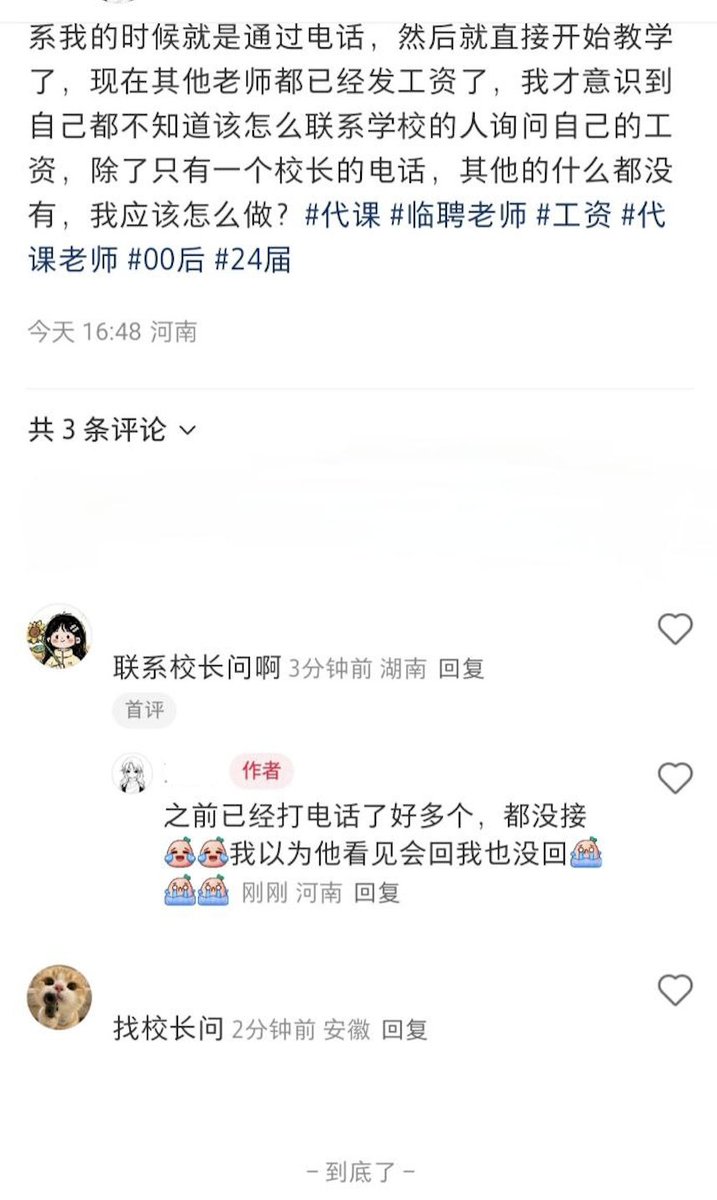 系我的时候就是通过电话，然后就直接开始教学
了，现在其他老师都已经发工资了，我才意识到
自己都不知道该怎么联系学校的人询问自己的工
资，除了只有一个校长的电话，其他的什么都没
有，我应该怎么做？#代课 #临聘老师 #工资 #代
课老师 #00后 #24届
今天 16:48 河南
共 3 条评论
联系校长问啊 3分钟前 湖南 回复
首评
作者
之前已经打电话了好多个，都没接
我以为他看见会回我也没回
刚刚 河南 回复
找校长问 2分钟前 安徽 回复
- 到底了 -